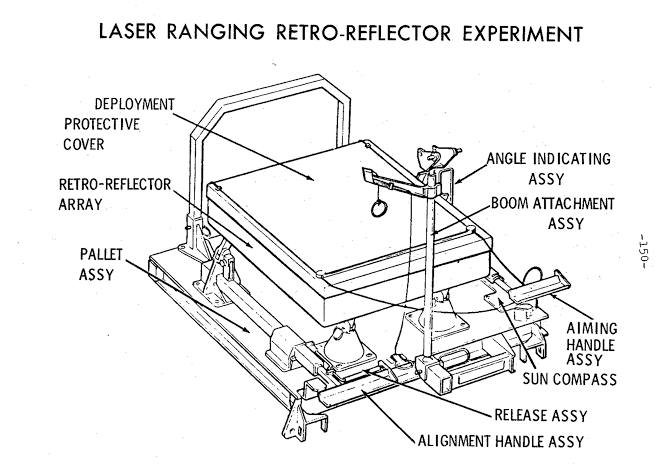 LASER RANGING RETRO-REFLECTOR EXPERIMENT
DEPLOYMENT
PROTECTIVE
COVER
RETRO-REFLECTOR
ARRAY
PALLET
ASSY
ANGLE INDICATING
ASSY
BOOM ATTACHMENT
ASSY
-150-
AIMING
HANDLE
ASSY
SUN COMPASS
RELEASE ASSY
ALIGNMENT HANDLE ASSY